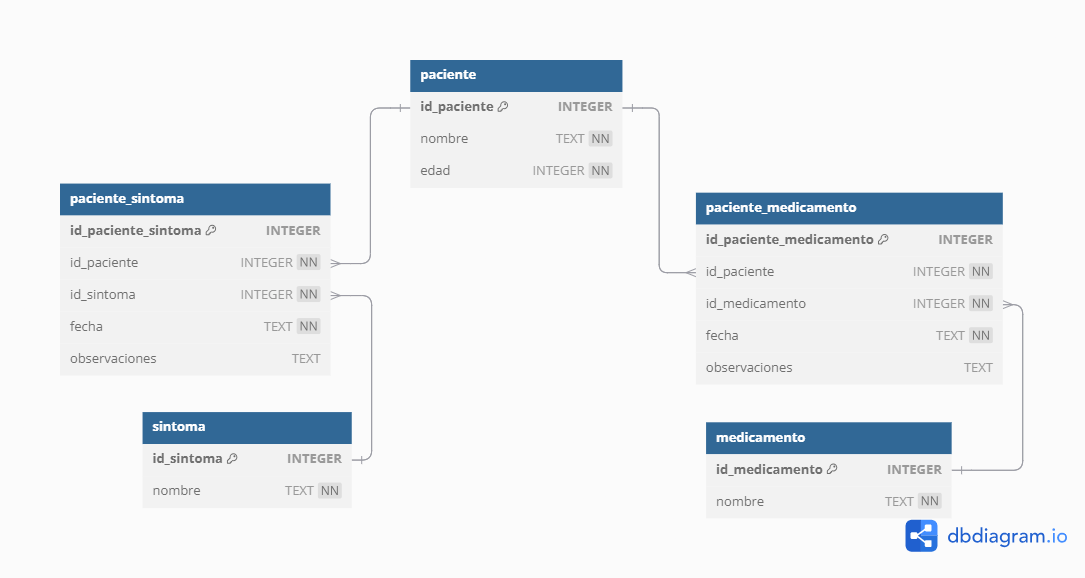 paciente
id_paciente INTEGER
nombre TEXT NN
edad INTEGER NN
paciente_sintoma
id_paciente_sintoma INTEGER
id_paciente INTEGER NN
id_sintoma INTEGER NN
fecha TEXT NN
observaciones TEXT
paciente_medicamento
id_paciente_medicamento INTEGER
id_paciente INTEGER NN
id_medicamento INTEGER NN
fecha TEXT NN
observaciones TEXT
sintoma
id_sintoma INTEGER
nombre TEXT NN
medicamento
id_medicamento INTEGER
nombre TEXT NN
dbdiagram.io